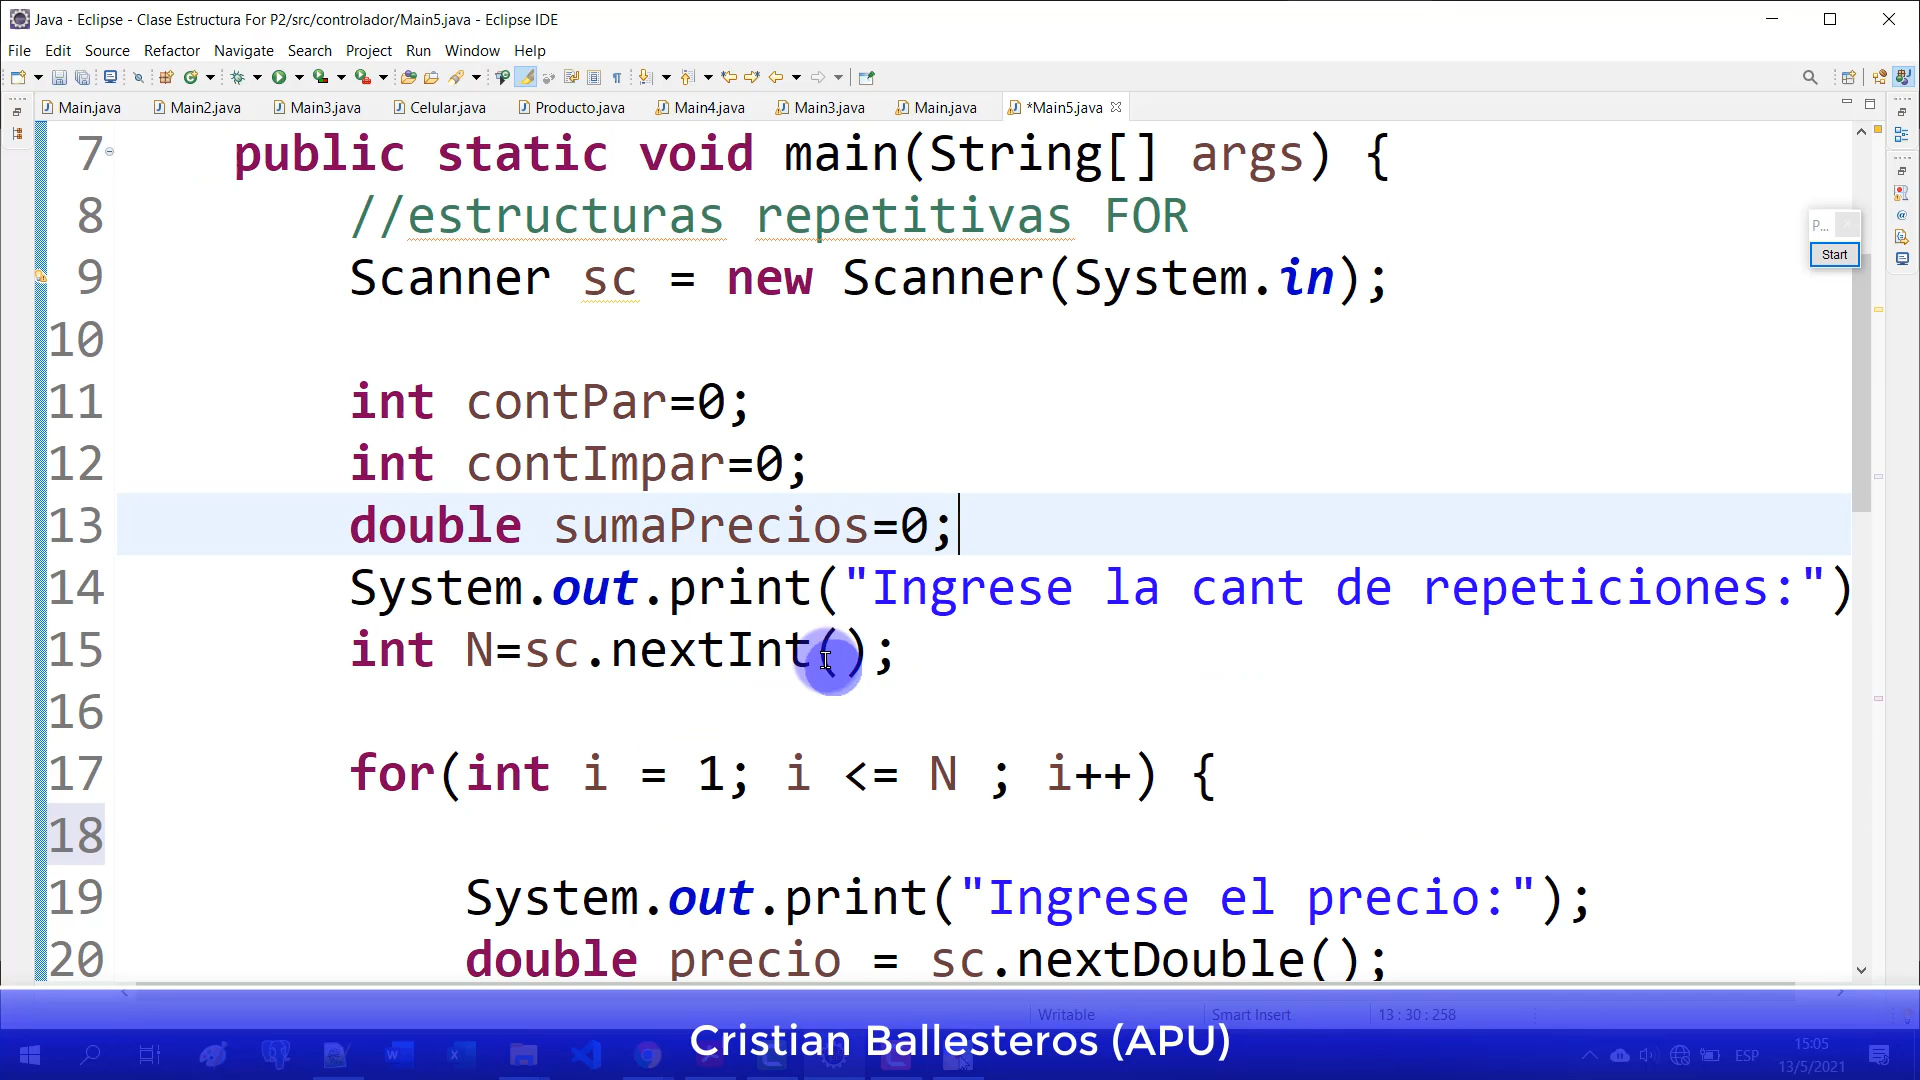 Java - Eclipse - Clase Estructura For P2/src/controlador/Main5.java - Eclipse IDE
File Edit Source Refactor Navigate Search Project Run Window Help
Main.java Main2.java Main3.java Celular.java Producto.java Main4.java Main3.java Main.java *Main5.java
7 public static void main(String[] args) {
8 //estructuras repetitivas FOR
P...
Start
9 Scanner sc = new Scanner(System.in);
10
11 int contPar=0;
12 int contImpar=0;
13 double sumaPrecios=0;
14 System.out.print("Ingrese la cant de repeticiones:")
15 int N=sc.nextInt();
16
17 for(int i = 1; i <= N ; i++) {
18
19 System.out.print("Ingrese el precio:");
20 double precio = sc.nextDouble();
Writable Smart Insert 13 : 30 : 258
Cristian Ballesteros (APU)
ESP
15:05
13/5/2021